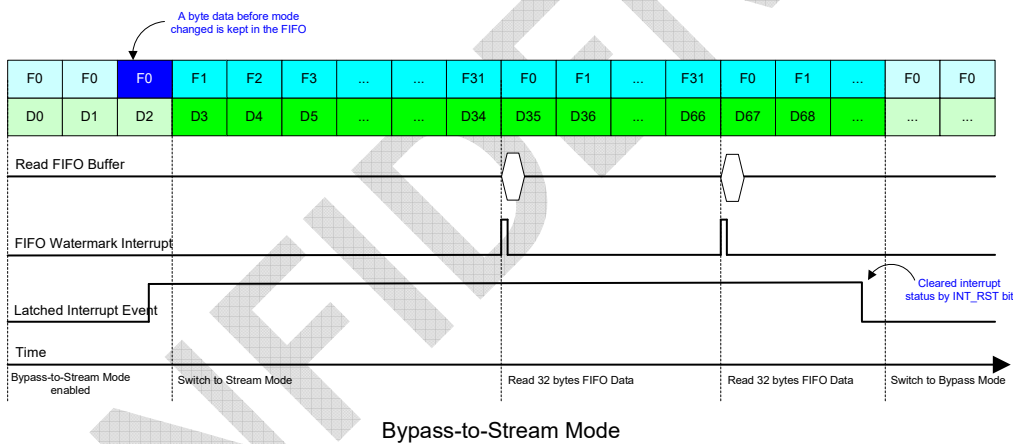 A byte data before mode
changed is kept in the FIFO
F0 F0 F0 F1 F2 F3 ... ... F31 F0 F1 ... F31 F0 F1 ... F0 F0
D0 D1 D2 D3 D4 D5 ... ... D34 D35 D36 ... D66 D67 D68 ... ... ...
Read FIFO Buffer
FIFO Watermark Interrupt
Cleared interrupt
status by INT_RST bit
Latched Interrupt Event
Time
Bypass-to-Stream Mode
enabled
Switch to Stream Mode
Read 32 bytes FIFO Data
Read 32 bytes FIFO Data
Switch to Bypass Mode
Bypass-to-Stream Mode